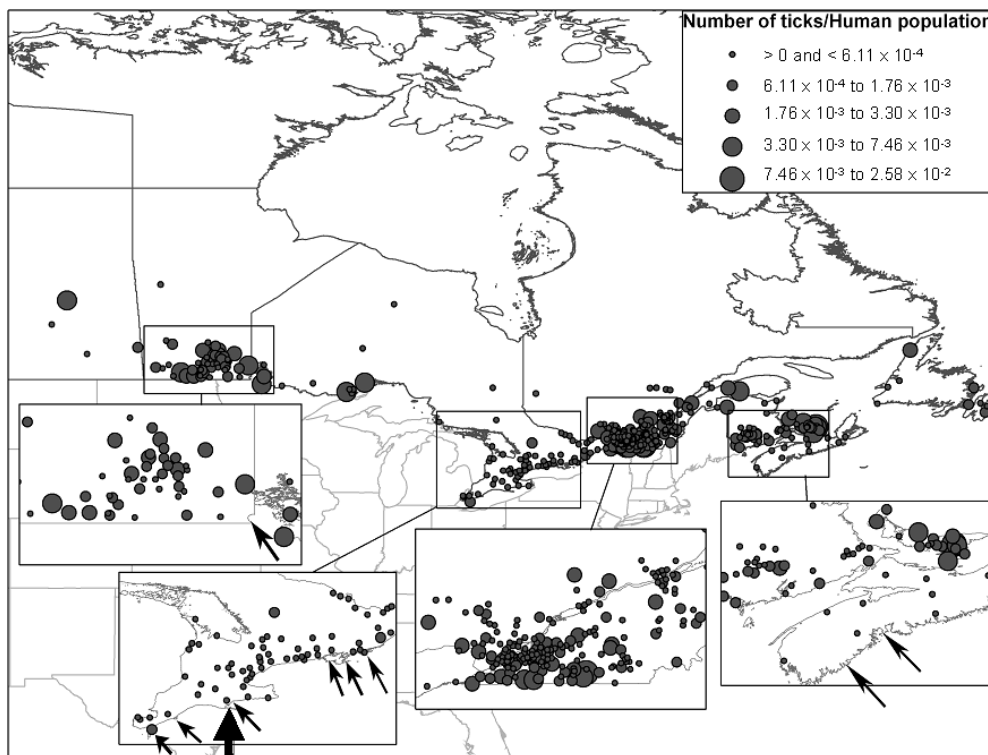 Number of ticks/Human population
> 0 and < 6.11 x 10⁻⁴
6.11 x 10⁻⁴ to 1.76 x 10⁻³
1.76 x 10⁻³ to 3.30 x 10⁻³
3.30 x 10⁻³ to 7.46 x 10⁻³
7.46 x 10⁻³ to 2.58 x 10⁻²